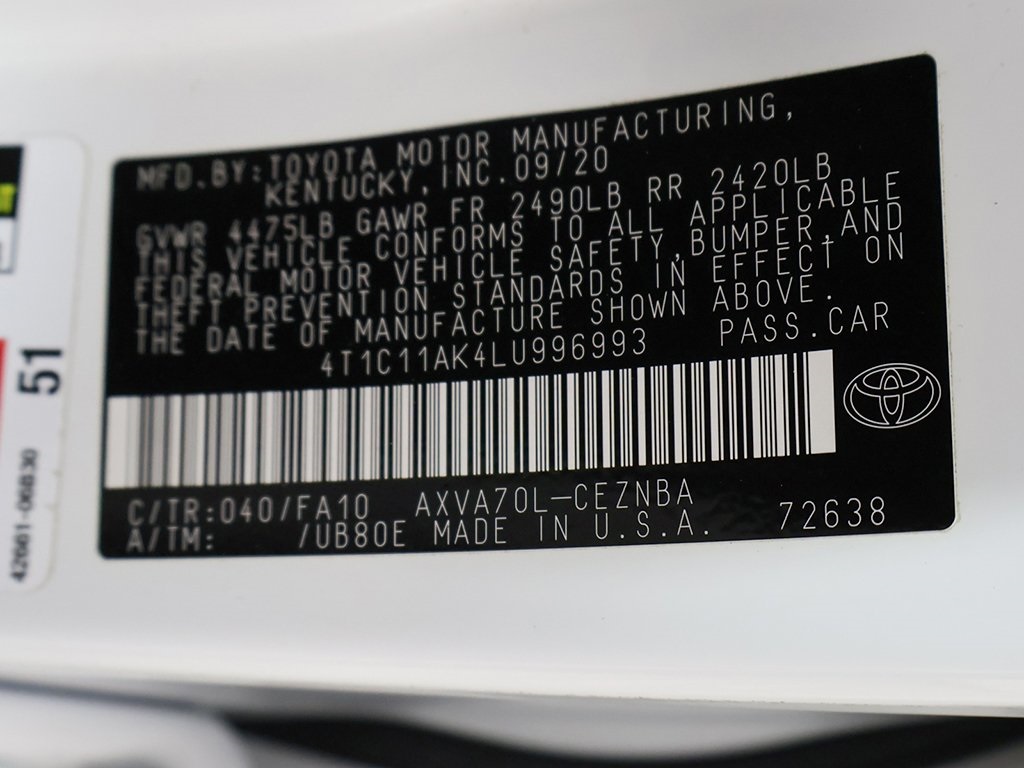 MFD.BY:TOYOTA MOTOR MANUFACTURING,
KENTUCKY,INC.09/20
GVWR 4475LB GAWR FR 2490LB RR 2420LB
THIS VEHICLE CONFORMS TO ALL APPLICABLE
FEDERAL MOTOR VEHICLE SAFETY,BUMPER,AND
THEFT PREVENTION STANDARDS IN EFFECT ON
THE DATE OF MANUFACTURE SHOWN ABOVE.
4T1C11AK4LU996993 PASS.CAR
C/TR:040/FA10 AXVA70L-CEZNBA
A/TM: /UB80E MADE IN U.S.A. 72638
51
42661-06B30